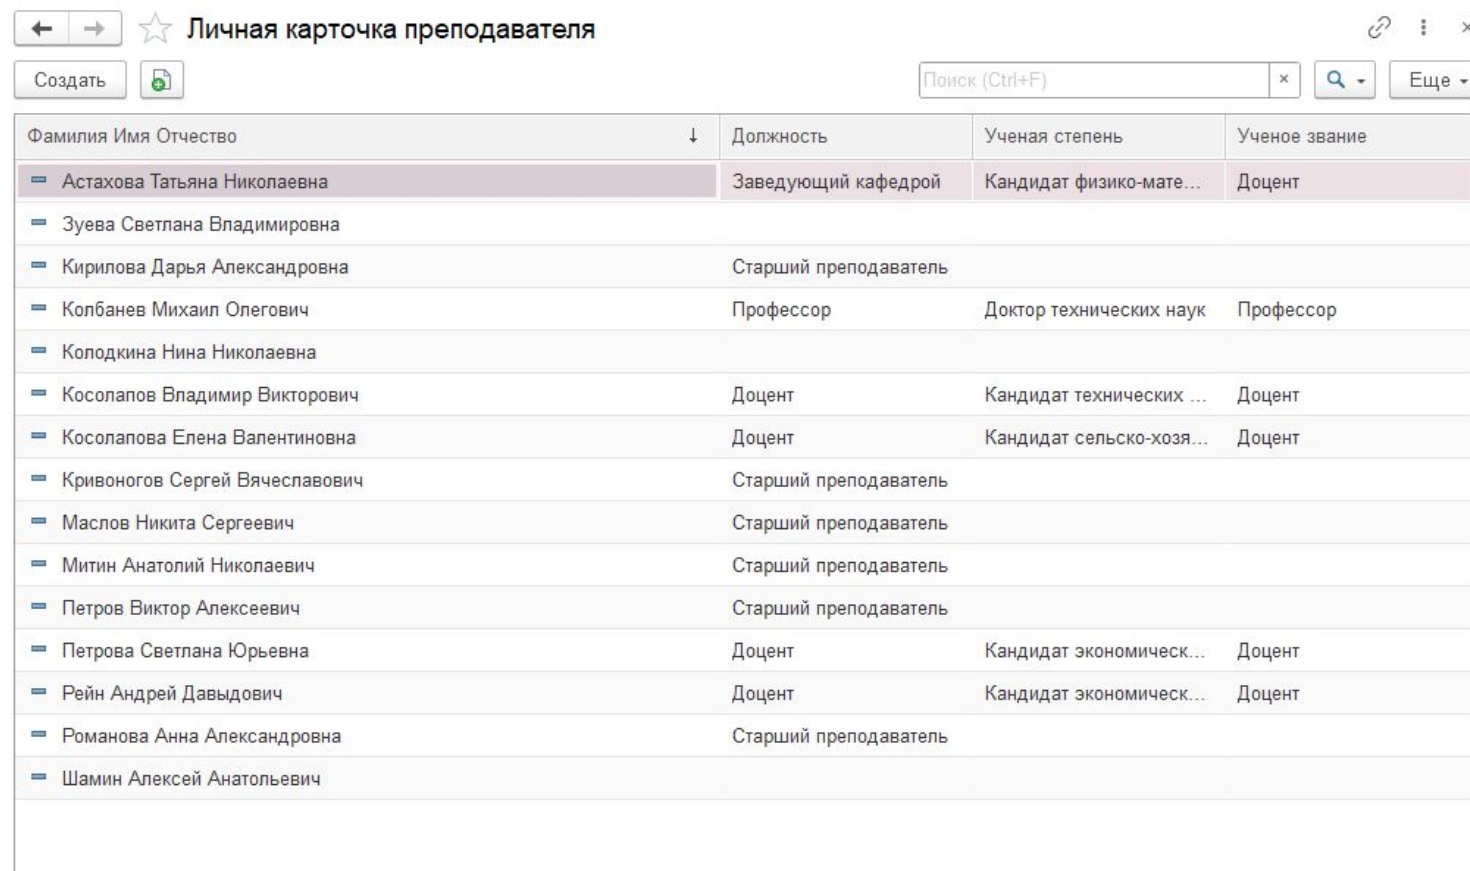 Личная карточка преподавателя
Создать Поиск (Ctrl+F) × Еще
Фамилия Имя Отчество ↓ Должность Ученая степень Ученое звание
Астахова Татьяна Николаевна Заведующий кафедрой Кандидат физико-мате... Доцент
Зуева Светлана Владимировна
Кирилова Дарья Александровна Старший преподаватель
Колбанев Михаил Олегович Профессор Доктор технических наук Профессор
Колодкина Нина Николаевна
Косолапов Владимир Викторович Доцент Кандидат технических ... Доцент
Косолапова Елена Валентиновна Доцент Кандидат сельско-хозя... Доцент
Кривоногов Сергей Вячеславович Старший преподаватель
Маслов Никита Сергеевич Старший преподаватель
Митин Анатолий Николаевич Старший преподаватель
Петров Виктор Алексеевич Старший преподаватель
Петрова Светлана Юрьевна Доцент Кандидат экономическ... Доцент
Рейн Андрей Давыдович Доцент Кандидат экономическ... Доцент
Романова Анна Александровна Старший преподаватель
Шамин Алексей Анатольевич